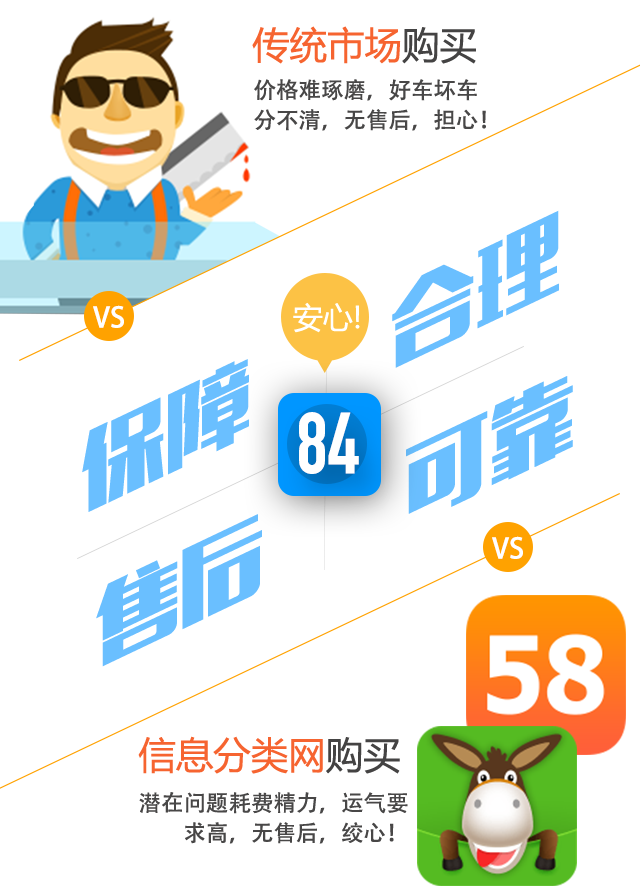 传统市场购买
价格难琢磨，好车坏车
分不清，无售后，担心！
VS
安心!
合理
保障
84
可靠
售后
VS
58
信息分类网购买
潜在问题耗费精力，运气要
求高，无售后，绞心！